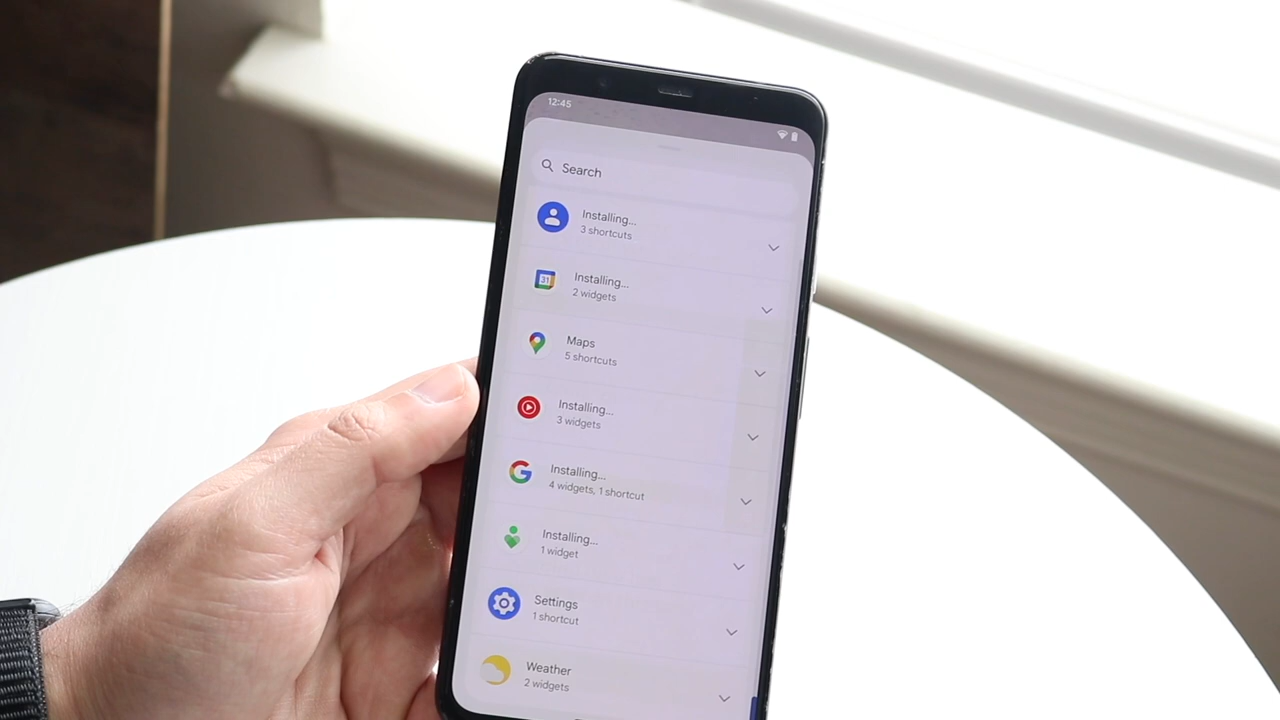 12:45
Search
Installing...
3 shortcuts
31
Installing...
2 widgets
Maps
5 shortcuts
Installing...
3 widgets
Installing...
4 widgets, 1 shortcut
Installing...
1 widget
Settings
1 shortcut
Weather
2 widgets